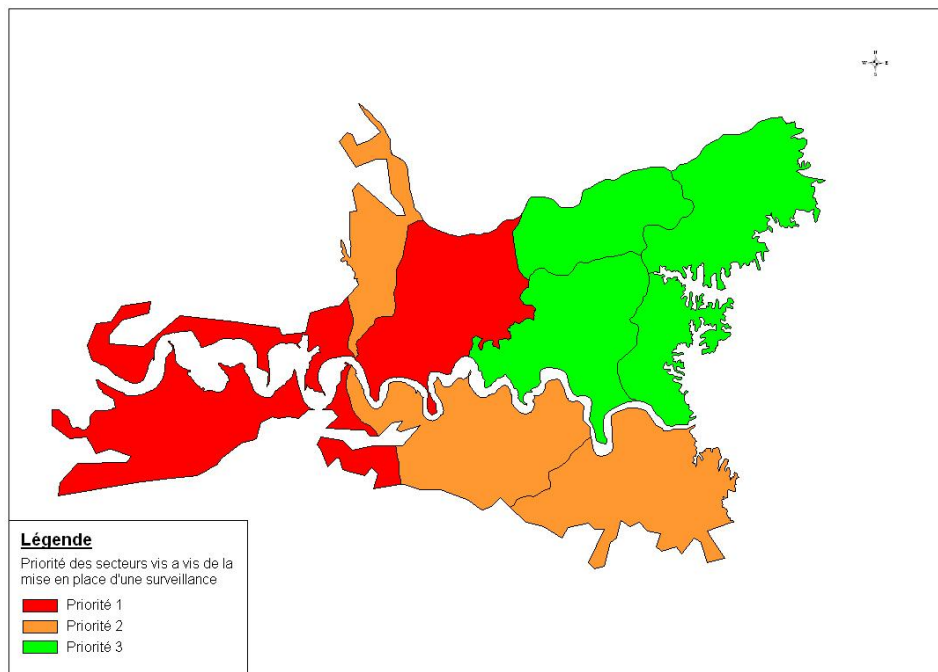 N
W E
S
Légende
Priorité des secteurs vis a vis de la
mise en place d'une surveillance
Priorité 1
Priorité 2
Priorité 3